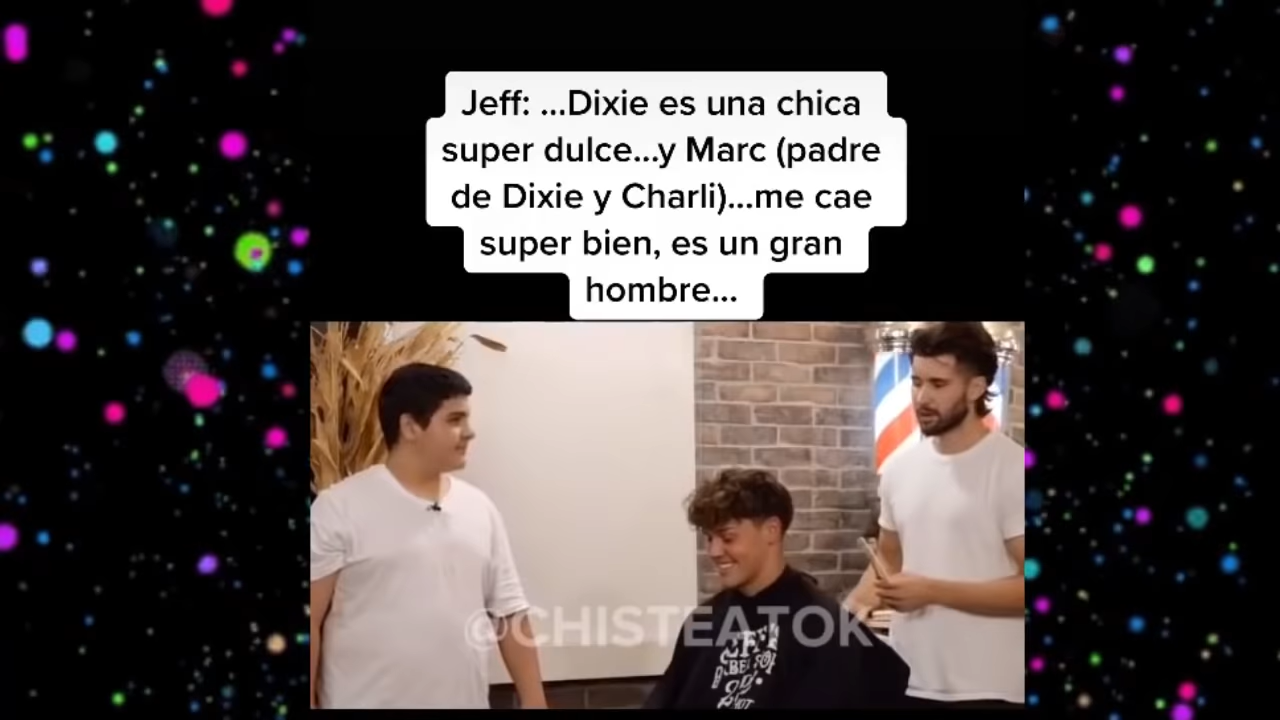 Jeff: ...Dixie es una chica
super dulce...y Marc (padre
de Dixie y Charli)...me cae
super bien, es un gran
hombre...
@CHISTEATOK